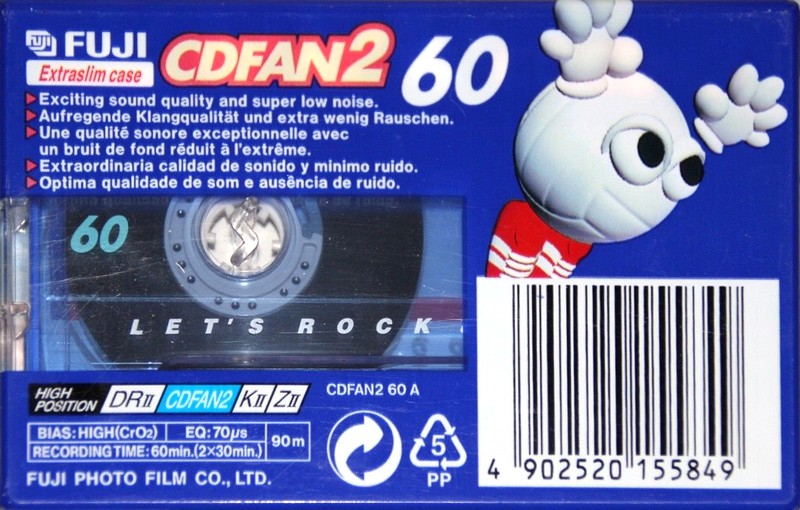 FUJI FUJI CDFAN2 60
Extraslim case
Exciting sound quality and super low noise.
Aufregende Klangqualität und extra wenig Rauschen.
Une qualité sonore exceptionnelle avec
un bruit de fond réduit à l'extrême.
Extraordinaria calidad de sonido y minimo ruido.
Optima qualidade de som e ausência de ruido.
60
LET'S ROCK
HIGH POSITION DRII CDFAN2 KII ZII CDFAN2 60 A
BIAS: HIGH(CrO2) EQ: 70µs 90m
RECORDING TIME: 60min.(2×30min.)
FUJI PHOTO FILM CO., LTD.
5
PP
4 902520 155849